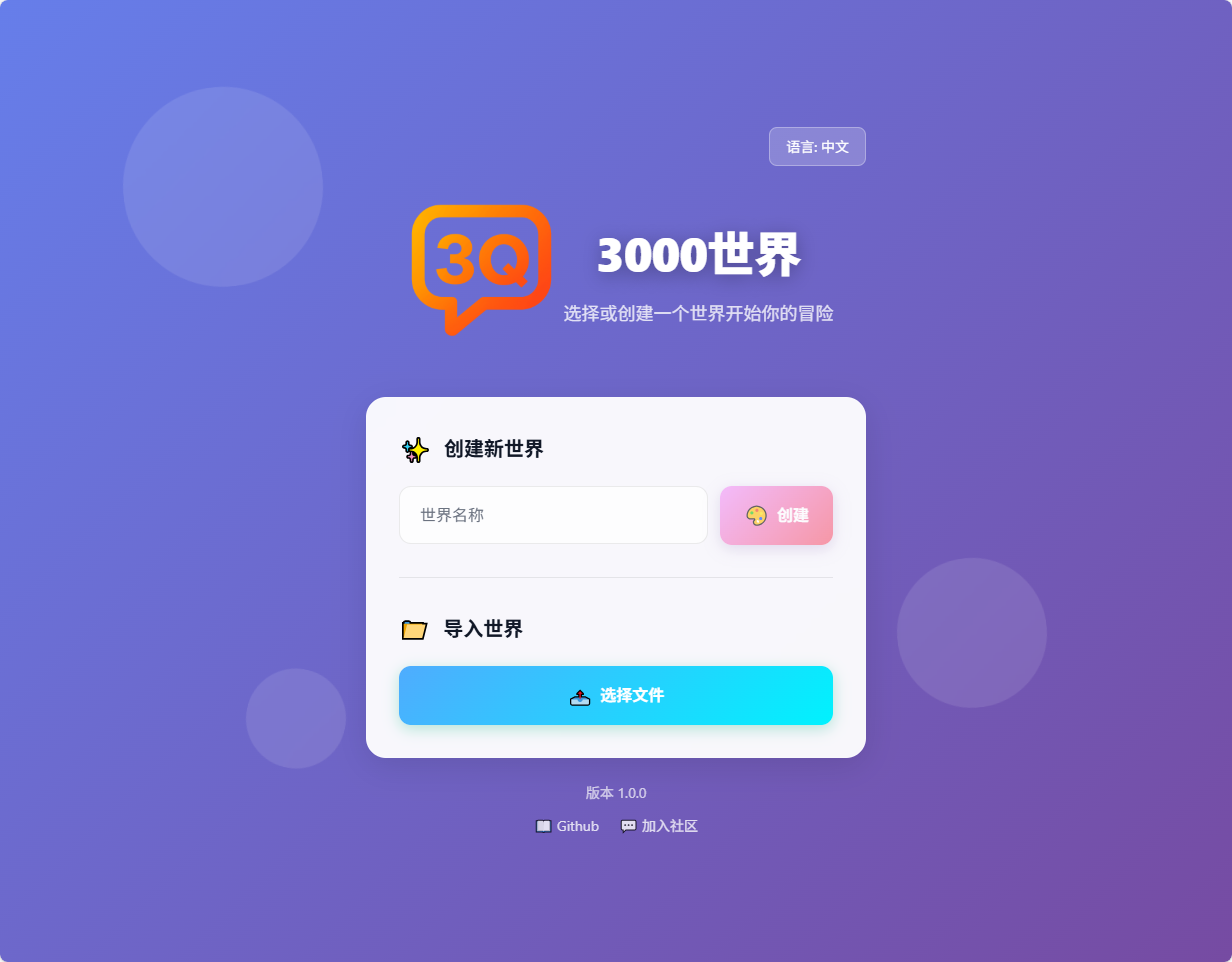 语言: 中文
3Q
3000世界
选择或创建一个世界开始你的冒险
创建新世界
世界名称
创建
导入世界
选择文件
版本 1.0.0
Github 加入社区